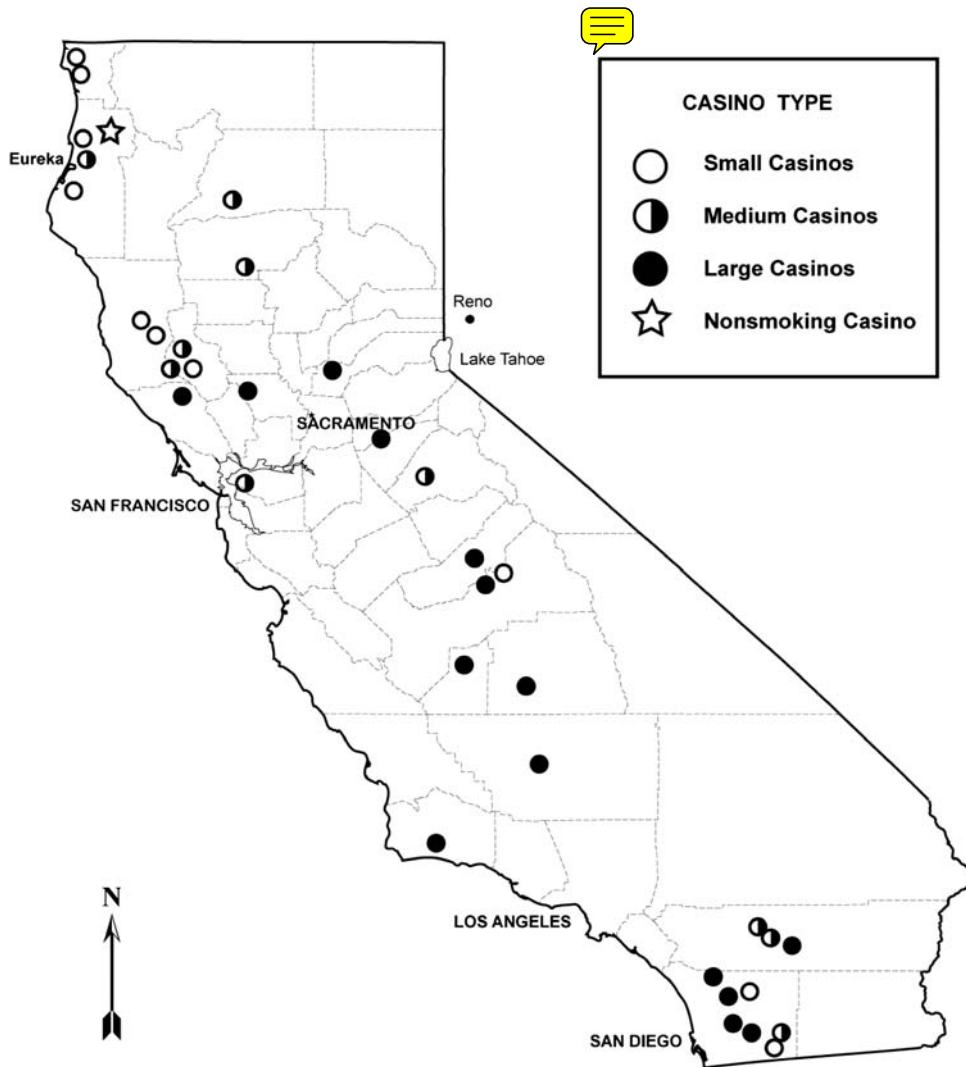 CASINO TYPE
Small Casinos
Medium Casinos
Large Casinos
Nonsmoking Casino
Eureka
Reno
Lake Tahoe
SACRAMENTO
SAN FRANCISCO
N
LOS ANGELES
SAN DIEGO